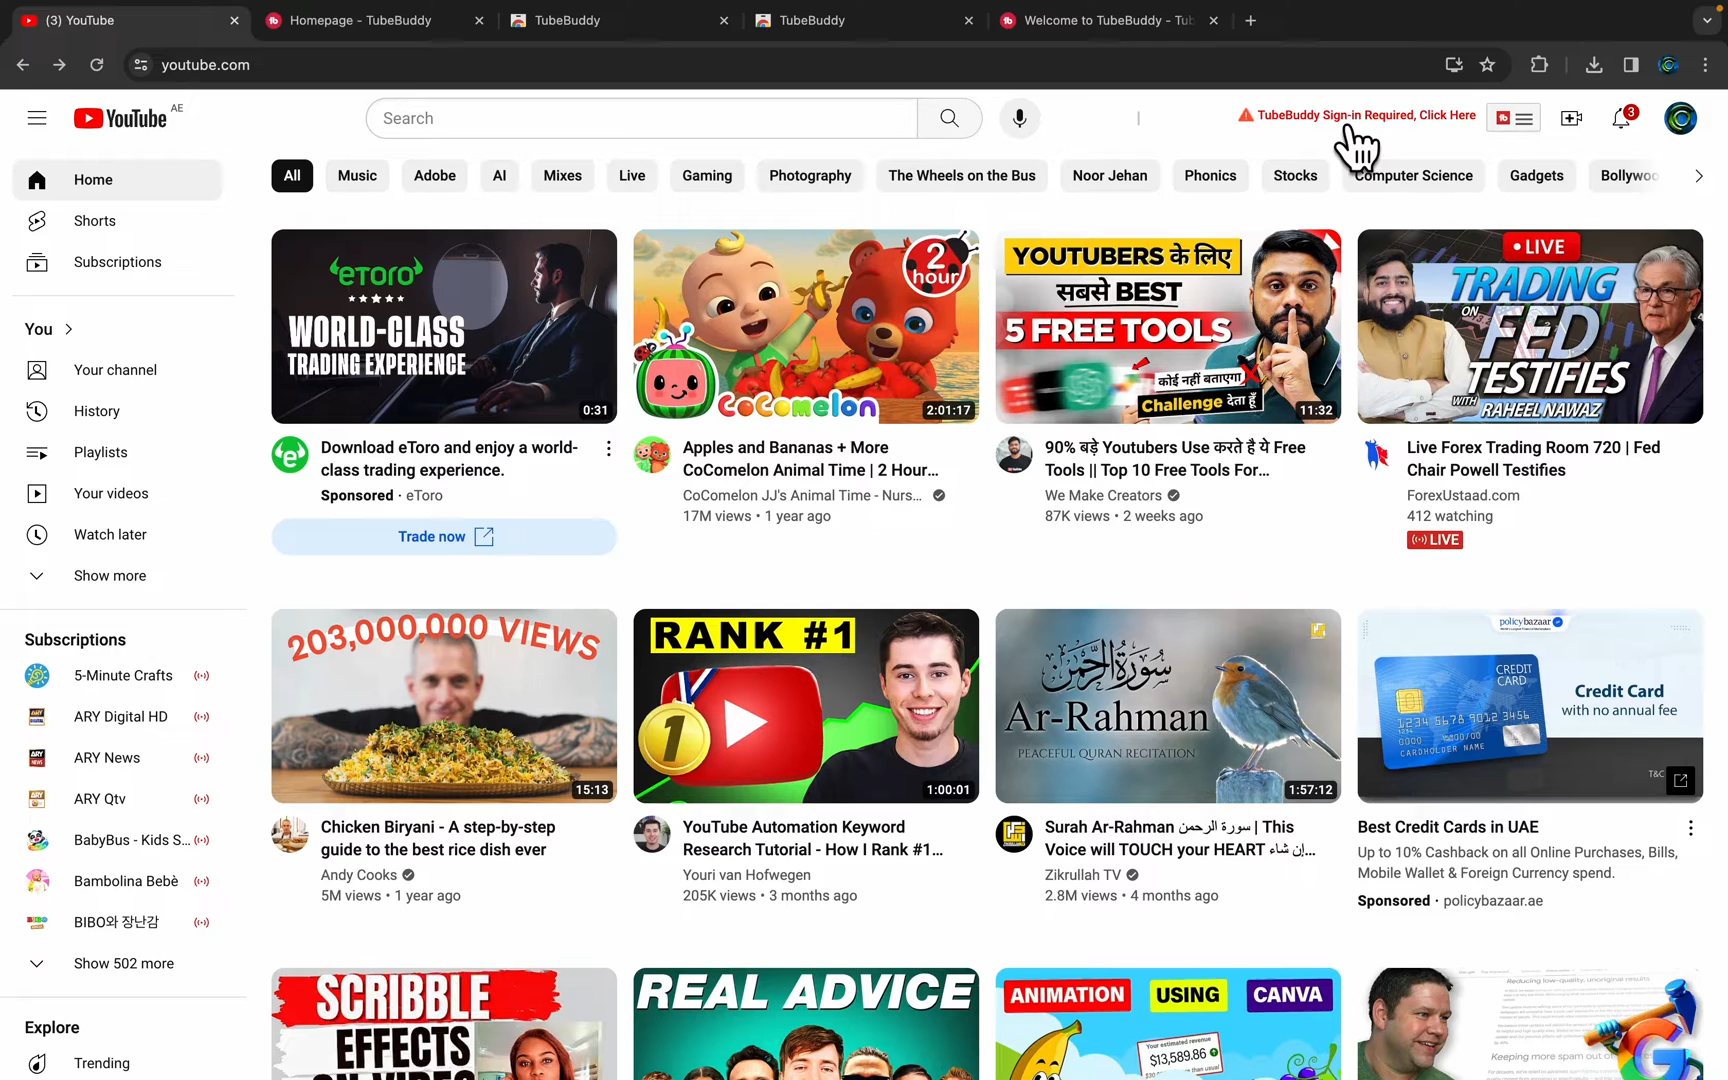 (3) YouTube
Homepage - TubeBuddy
TubeBuddy
TubeBuddy
Welcome to TubeBuddy - Tub
youtube.com
YouTube AE
Search
TubeBuddy Sign-in Required, Click Here
3
All
Music
Adobe
AI
Mixes
Live
Gaming
Photography
The Wheels on the Bus
Noor Jehan
Phonics
Stocks
Computer Science
Gadgets
Bollywoo
Home
Shorts
Subscriptions
You
Your channel
History
Playlists
Your videos
Watch later
Show more
Subscriptions
5-Minute Crafts
ARY Digital HD
ARY News
ARY Qtv
BabyBus - Kids S...
Bambolina Bebè
BIBO와 장난감
Show 502 more
Explore
Trending
eToro
WORLD-CLASS
TRADING EXPERIENCE
0:31
Download eToro and enjoy a world-
class trading experience.
Sponsored · eToro
Trade now
2
hour
CoComelon
2:01:17
Apples and Bananas + More
CoComelon Animal Time | 2 Hour...
CoComelon JJ's Animal Time - Nurs...
17M views • 1 year ago
YOUTUBERS के लिए
सबसे BEST
5 FREE TOOLS
कोई नहीं बताएगा
Challenge देता हूँ
11:32
90% बड़े Youtubers Use करते है ये Free
Tools || Top 10 Free Tools For...
We Make Creators
87K views • 2 weeks ago
• LIVE
TRADING
ON
FED
TESTIFIES
WITH RAHEEL NAWAZ
Live Forex Trading Room 720 | Fed
Chair Powell Testifies
ForexUstaad.com
412 watching
LIVE
203,000,000 VIEWS
15:13
Chicken Biryani - A step-by-step
guide to the best rice dish ever
Andy Cooks
5M views • 1 year ago
RANK #1
1
1:00:01
YouTube Automation Keyword
Research Tutorial - How I Rank #1...
Youri van Hofwegen
205K views • 3 months ago
سورة الرحمن
Ar-Rahman
PEACEFUL QURAN RECITATION
1:57:12
Surah Ar-Rahman سورة الرحمن | This
Voice will TOUCH your HEART إن شاء...
Zikrullah TV
2.8M views • 4 months ago
policybazaar
CREDIT
CARD
1234 5678 9012 3456
CARDHOLDER NAME
Credit Card
with no annual fee
T&C
Best Credit Cards in UAE
Up to 10% Cashback on all Online Purchases, Bills,
Mobile Wallet & Foreign Currency spend.
Sponsored · policybazaar.ae
SCRIBBLE
EFFECTS
REAL ADVICE
ANIMATION
USING
CANVA
Your estimated revenue
$13,589.86
Reducing low-quality, unoriginal results
Keeping more spam out of